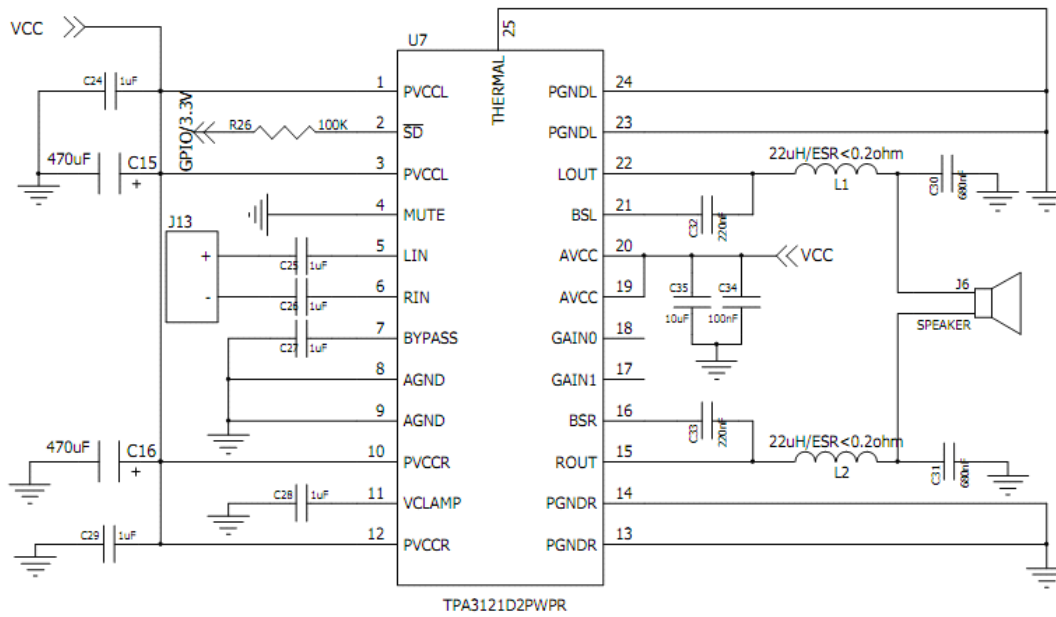 VCC
U7
25
THERMAL
C24 1uF
1 PVCCL
PGNDL 24
GPIO/3.3V
R26 100K
2 SD
PGNDL 23
470uF C15
+
3 PVCCL
LOUT 22
22uH/ESR<0.2ohm
L1
C30
680nF
4 MUTE
BSL 21
C32
220nF
J13
+
C25 1uF
5 LIN
AVCC 20
VCC
-
C26 1uF
6 RIN
AVCC 19
C35
10uF
C34
100nF
J6
SPEAKER
C27 1uF
7 BYPASS
GAIN0 18
8 AGND
GAIN1 17
9 AGND
BSR 16
C33
220nF
470uF C16
+
10 PVCCR
ROUT 15
22uH/ESR<0.2ohm
L2
C31
680nF
C28 1uF
11 VCLAMP
PGNDR 14
C29 1uF
12 PVCCR
PGNDR 13
TPA3121D2PWPR